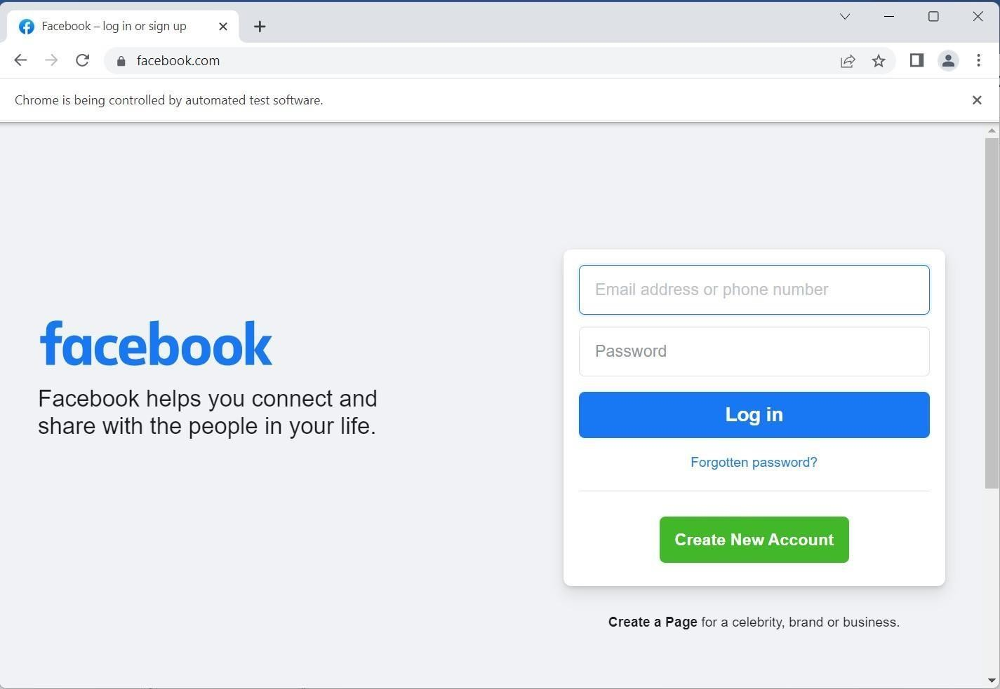 Facebook – log in or sign up
facebook.com
Chrome is being controlled by automated test software.
facebook
Facebook helps you connect and
share with the people in your life.
Email address or phone number
Password
Log in
Forgotten password?
Create New Account
Create a Page for a celebrity, brand or business.